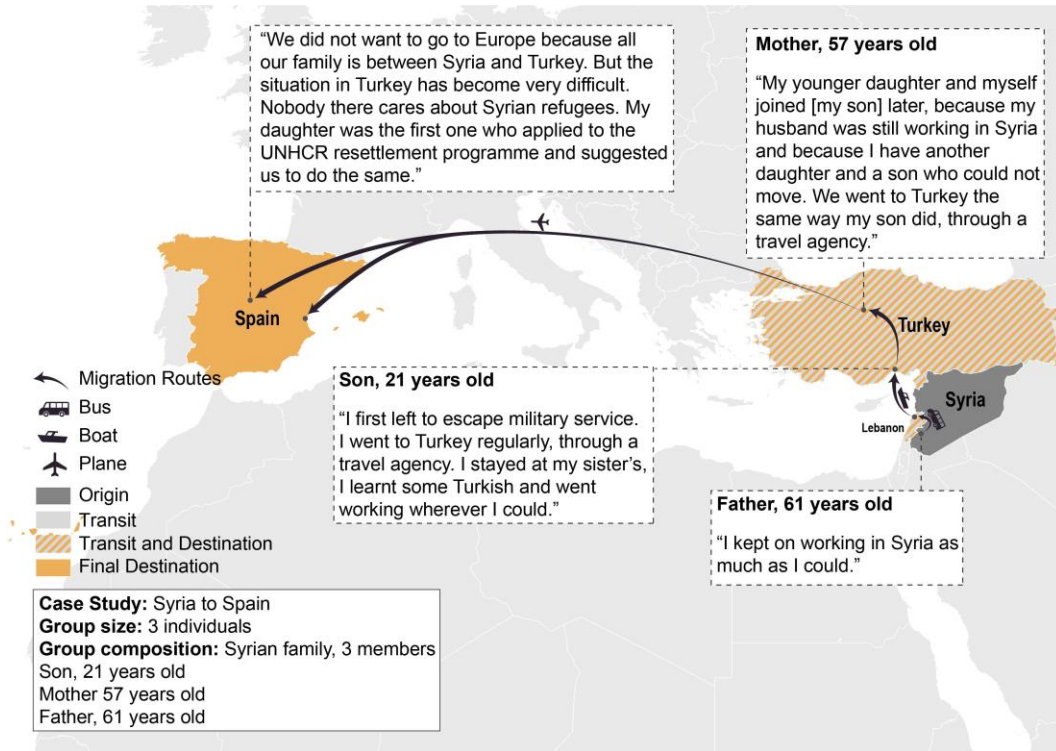 “We did not want to go to Europe because all
our family is between Syria and Turkey. But the
situation in Turkey has become very difficult.
Nobody there cares about Syrian refugees. My
daughter was the first one who applied to the
UNHCR resettlement programme and suggested
us to do the same.”
Mother, 57 years old
“My younger daughter and myself
joined [my son] later, because my
husband was still working in Syria
and because I have another
daughter and a son who could not
move. We went to Turkey the
same way my son did, through a
travel agency.”
Spain
Turkey
Syria
Lebanon
Son, 21 years old
“I first left to escape military service.
I went to Turkey regularly, through
a travel agency. I stayed at my sister’s,
I learnt some Turkish and went
working wherever I could.”
Father, 61 years old
“I kept on working in Syria as
much as I could.”
Migration Routes
Bus
Boat
Plane
Origin
Transit
Transit and Destination
Final Destination
Case Study: Syria to Spain
Group size: 3 individuals
Group composition: Syrian family, 3 members
Son, 21 years old
Mother 57 years old
Father, 61 years old